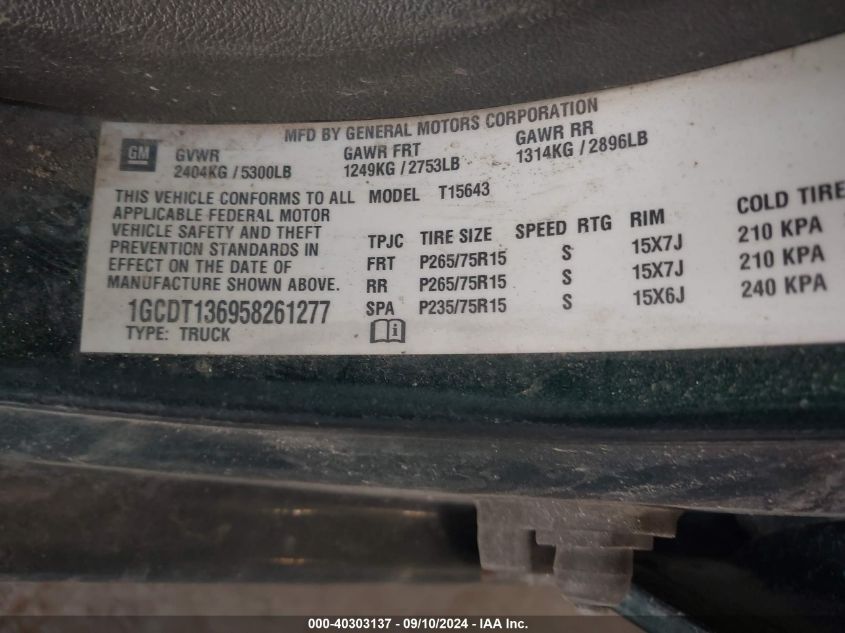 MFD BY GENERAL MOTORS CORPORATION
GM
GVWR GAWR FRT GAWR RR
2404KG / 5300LB 1249KG / 2753LB 1314KG / 2896LB
THIS VEHICLE CONFORMS TO ALL
APPLICABLE FEDERAL MOTOR
VEHICLE SAFETY AND THEFT
PREVENTION STANDARDS IN
EFFECT ON THE DATE OF
MANUFACTURE SHOWN ABOVE.
1GCDT136958261277
TYPE: TRUCK
MODEL T15643
TPJC TIRE SIZE SPEED RTG RIM COLD TIRE
FRT P265/75R15 S 15X7J 210 KPA
RR P265/75R15 S 15X7J 210 KPA
SPA P235/75R15 S 15X6J 240 KPA
000-40303137 - 09/10/2024 - IAA Inc.